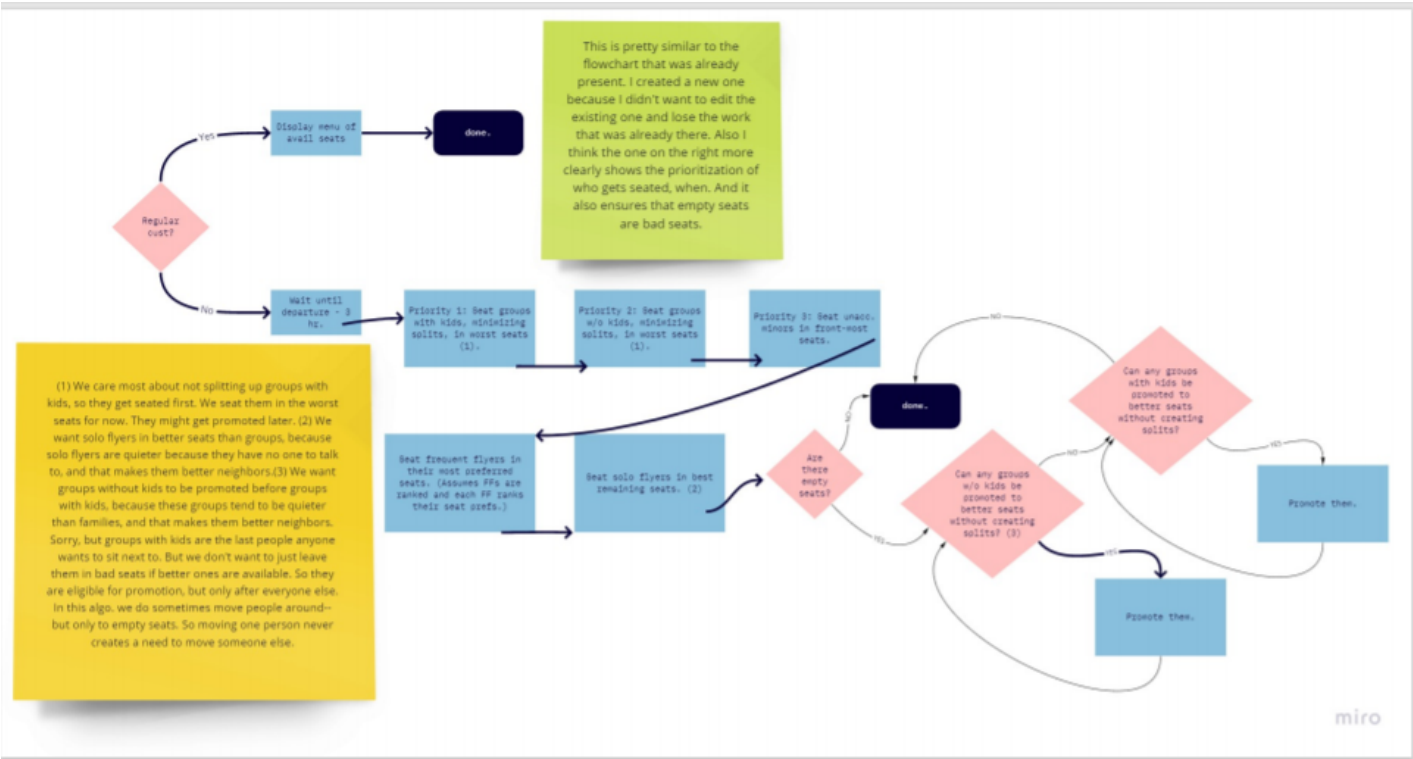 This is pretty similar to the
flowchart that was already
present. I created a new one
because I didn't want to edit the
existing one and lose the work
that was already there. Also I
think the one on the right more
clearly shows the prioritization of
who gets seated, when. And it
also ensures that empty seats
are bad seats.
Yes
Display menu of
avail seats
done.
Regular
cust?
No
Wait until
departure - 3
hr.
Priority 1: Seat groups
with kids, minimizing
splits, in worst seats
(1).
Priority 2: Seat groups
w/o kids, minimizing
splits, in worst seats
(1).
Priority 3: Seat unacc.
minors in front-most
seats.
(1) We care most about not splitting up groups with
kids, so they get seated first. We seat them in the worst
seats for now. They might get promoted later. (2) We
want solo flyers in better seats than groups, because
solo flyers are quieter because they have no one to talk
to, and that makes them better neighbors.(3) We want
groups without kids to be promoted before groups
with kids, because these groups tend to be quieter
than families, and that makes them better neighbors.
Sorry, but groups with kids are the last people anyone
wants to sit next to. But we don't want to just leave
them in bad seats if better ones are available. So they
are eligible for promotion, but only after everyone else.
In this algo. we do sometimes move people around--
but only to empty seats. So moving one person never
creates a need to move someone else.
Seat frequent flyers in
their most preferred
seats. (Assumes FFs are
ranked and each FF ranks
their seat prefs.)
Seat solo flyers in best
remaining seats. (2)
Are
there
empty
seats?
NO
done.
YES
Can any groups
w/o kids be
promoted to
better seats
without creating
splits? (3)
NO
YES
Promote them.
Can any groups
with kids be
promoted to
better seats
without creating
splits?
NO
YES
Promote them.
miro